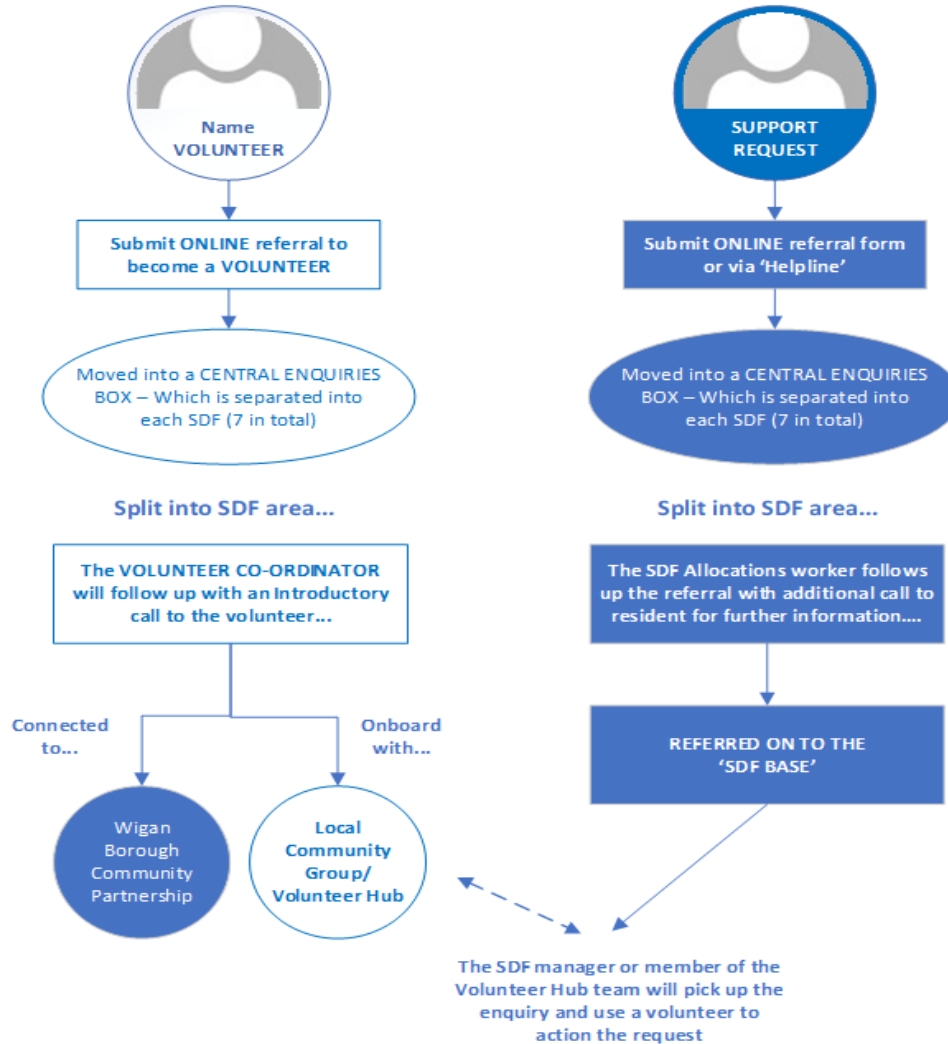 Name
VOLUNTEER
Submit ONLINE referral to
become a VOLUNTEER
Moved into a CENTRAL ENQUIRIES
BOX – Which is separated into
each SDF (7 in total)
Split into SDF area...
The VOLUNTEER CO-ORDINATOR
will follow up with an Introductory
call to the volunteer...
Connected
to...
Onboard
with...
Wigan
Borough
Community
Partnership
Local
Community
Group/
Volunteer Hub
SUPPORT
REQUEST
Submit ONLINE referral form
or via ‘Helpline’
Moved into a CENTRAL ENQUIRIES
BOX – Which is separated into
each SDF (7 in total)
Split into SDF area...
The SDF Allocations worker follows
up the referral with additional call to
resident for further information....
REFERRED ON TO THE
‘SDF BASE’
The SDF manager or member of the
Volunteer Hub team will pick up the
enquiry and use a volunteer to
action the request